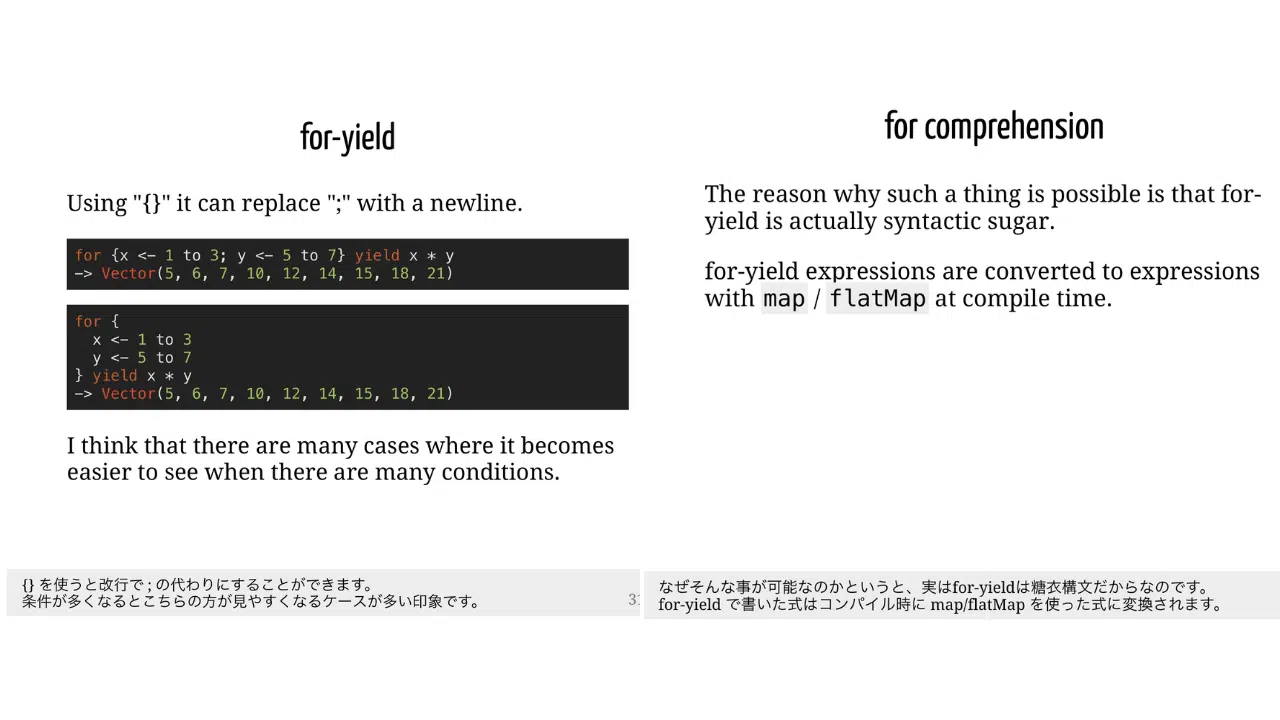 for-yield
Using "{}" it can replace ";" with a newline.
for {x <- 1 to 3; y <- 5 to 7} yield x * y
-> Vector(5, 6, 7, 10, 12, 14, 15, 18, 21)
for {
  x <- 1 to 3
  y <- 5 to 7
} yield x * y
-> Vector(5, 6, 7, 10, 12, 14, 15, 18, 21)
I think that there are many cases where it becomes
easier to see when there are many conditions.
{} を使うと改行で ; の代わりにすることができます。
条件が多くなるとこちらの方が見やすくなるケースが多い印象です。
for comprehension
The reason why such a thing is possible is that for-
yield is actually syntactic sugar.
for-yield expressions are converted to expressions
with map / flatMap at compile time.
なぜそんな事が可能なのかというと、実はfor-yieldは糖衣構文だからなのです。
for-yield で書いた式はコンパイル時に map/flatMap を使った式に変換されます。